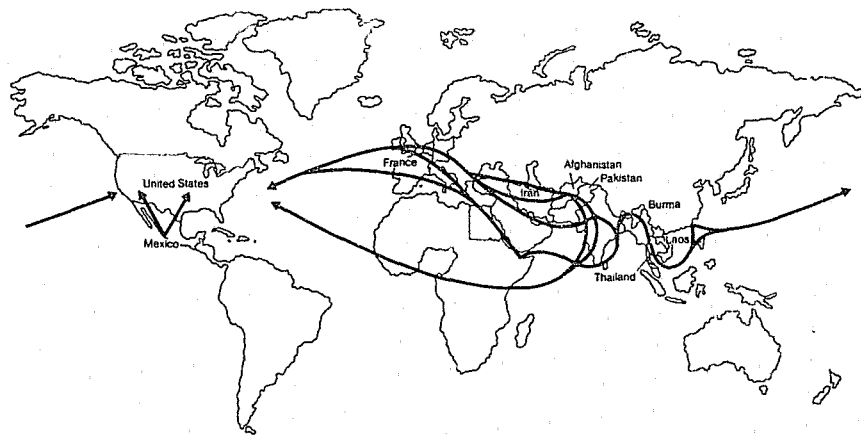 France
Afghanistan
Iran
Pakistan
United States
Burma
Mexico
Laos
Thailand